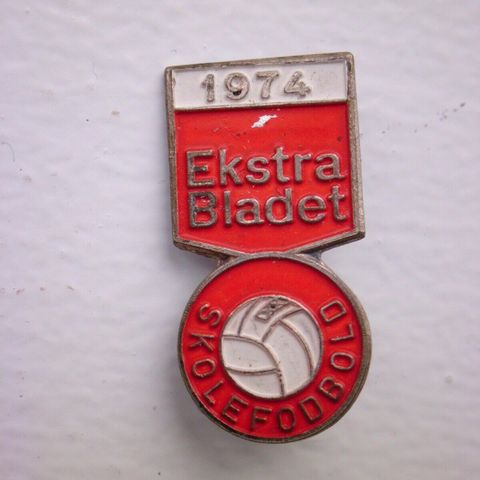 1974
Ekstra
Bladet
SKOLEFODBOLD